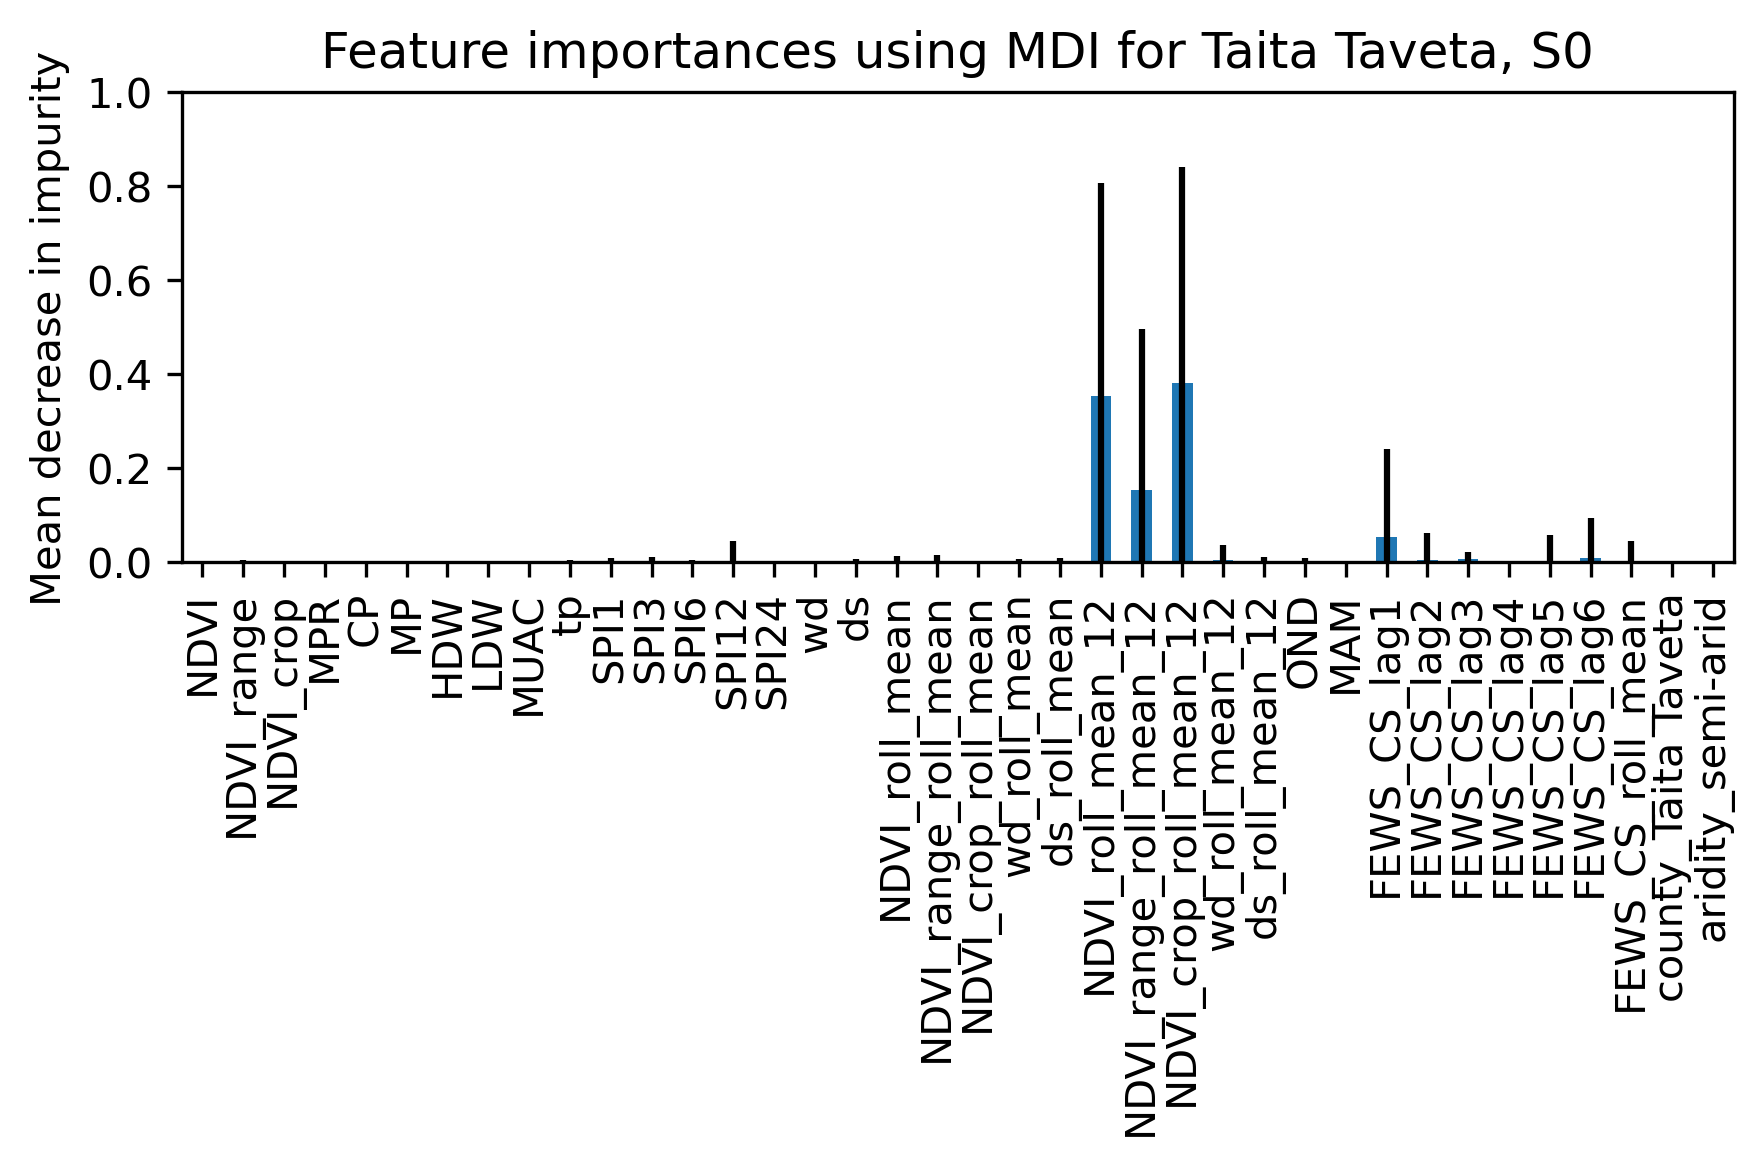 Feature importances using MDI for Taita Taveta, S0
Mean decrease in impurity
1.0
0.8
0.6
0.4
0.2
0.0
NDVI
NDVI_range
NDVI_crop
MPR
CP
MP
HDW
LDW
MUAC
tp
SPI1
SPI3
SPI6
SPI12
SPI24
wd
ds
NDVI_roll_mean
NDVI_range_roll_mean
NDVI_crop_roll_mean
wd_roll_mean
ds_roll_mean
NDVI_roll_mean_12
NDVI_range_roll_mean_12
NDVI_crop_roll_mean_12
wd_roll_mean_12
ds_roll_mean_12
OND
MAM
FEWS_CS_lag1
FEWS_CS_lag2
FEWS_CS_lag3
FEWS_CS_lag4
FEWS_CS_lag5
FEWS_CS_lag6
FEWS_CS_roll_mean
county_Taita Taveta
aridity_semi-arid